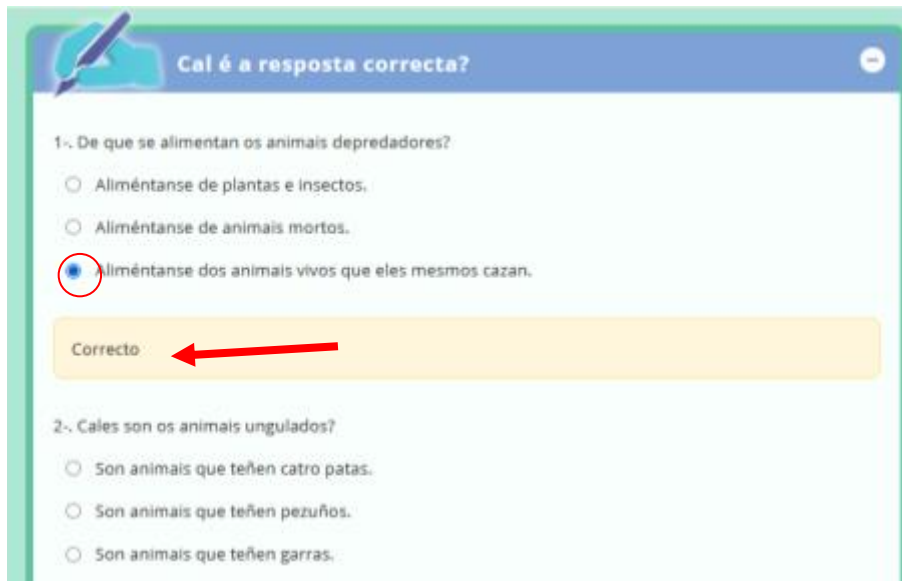 Cal é a resposta correcta?
1-. De que se alimentan os animais depredadores?
Aliméntanse de plantas e insectos.
Aliméntanse de animais mortos.
Aliméntanse dos animais vivos que eles mesmos cazan.
Correcto
2-. Cales son os animais ungulados?
Son animais que teñen catro patas.
Son animais que teñen pezuños.
Son animais que teñen garras.